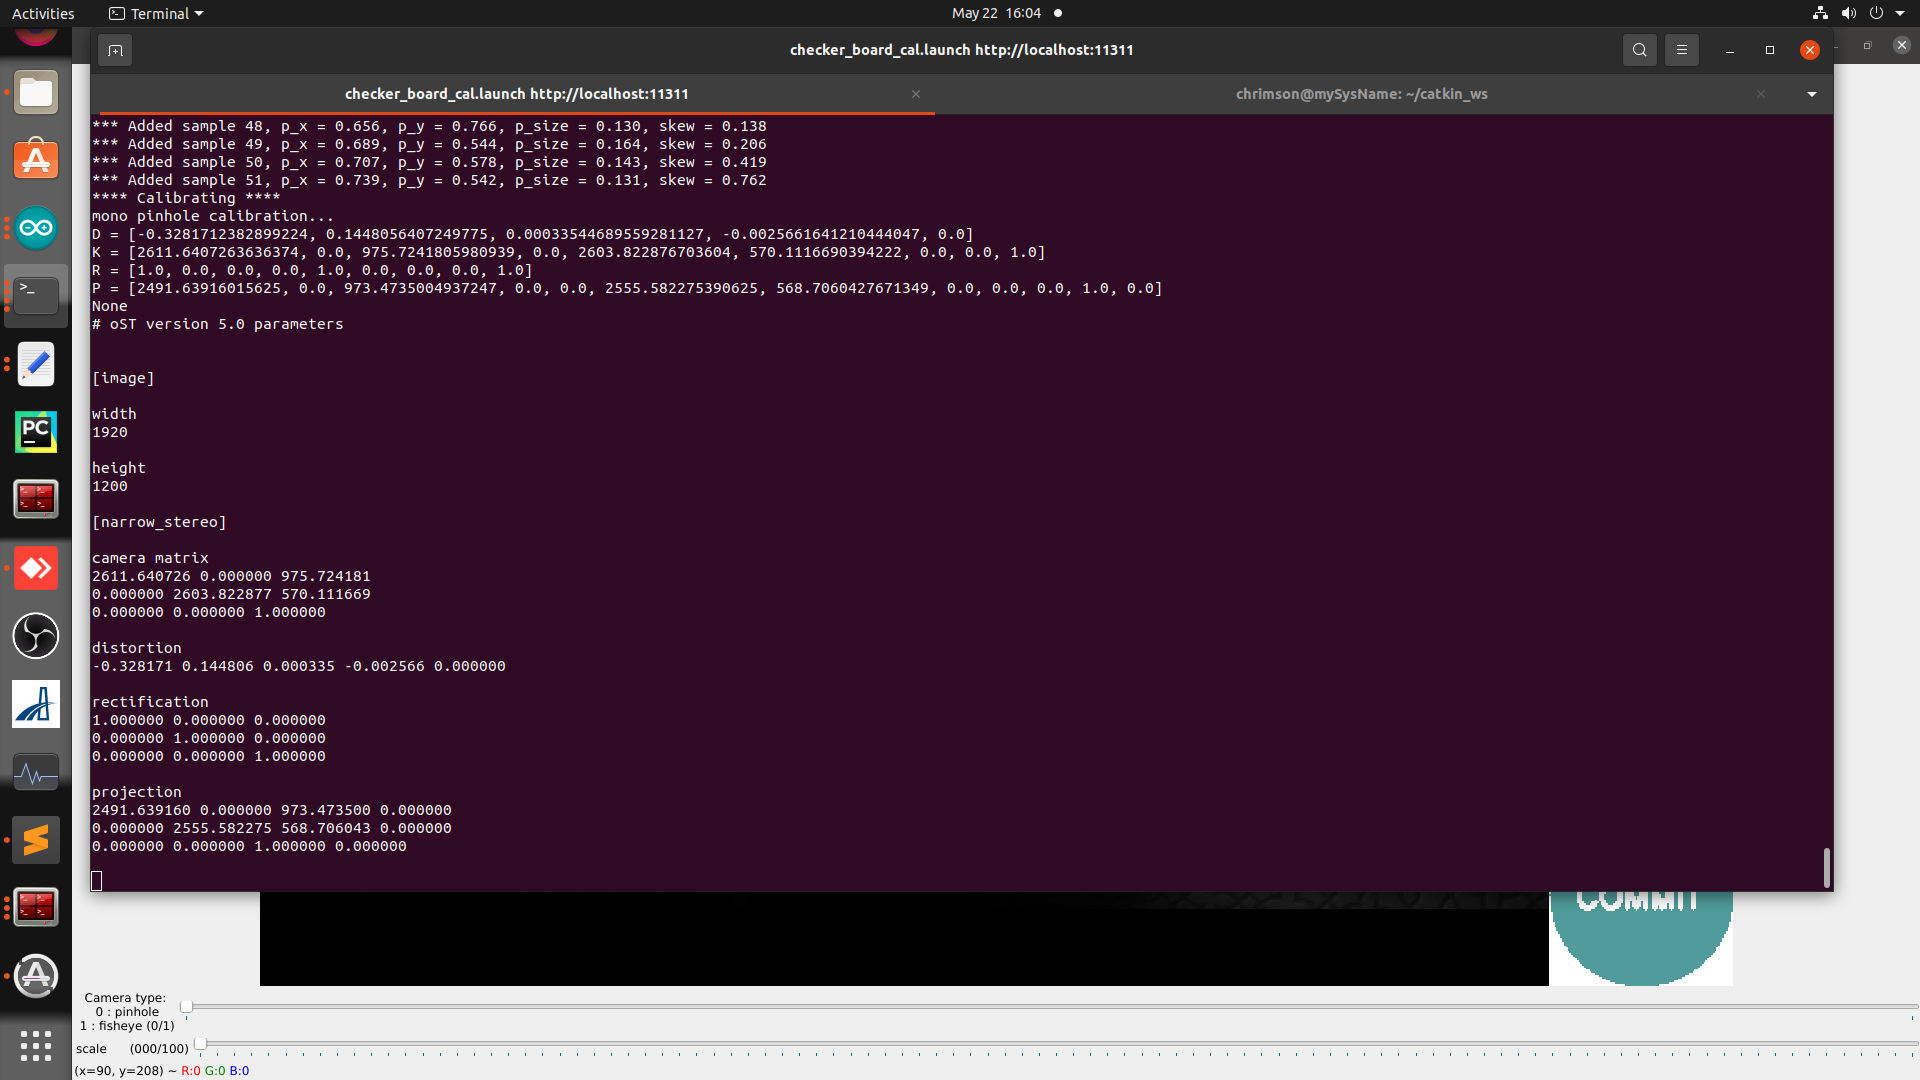 Activities
Terminal
May 22 16:04
checker_board_cal.launch http://localhost:11311
checker_board_cal.launch http://localhost:11311
chrimson@mySysName: ~/catkin_ws
*** Added sample 48, p_x = 0.656, p_y = 0.766, p_size = 0.130, skew = 0.138
*** Added sample 49, p_x = 0.689, p_y = 0.544, p_size = 0.164, skew = 0.206
*** Added sample 50, p_x = 0.707, p_y = 0.578, p_size = 0.143, skew = 0.419
*** Added sample 51, p_x = 0.739, p_y = 0.542, p_size = 0.131, skew = 0.762
**** Calibrating ****
mono pinhole calibration...
D = [-0.3281712382899224, 0.1448056407249775, 0.00033544689559281127, -0.0025661641210444047, 0.0]
K = [2611.6407263636374, 0.0, 975.7241805980939, 0.0, 2603.822876703604, 570.1116690394222, 0.0, 0.0, 1.0]
R = [1.0, 0.0, 0.0, 0.0, 1.0, 0.0, 0.0, 0.0, 1.0]
P = [2491.63916015625, 0.0, 973.4735004937247, 0.0, 0.0, 2555.582275390625, 568.7060427671349, 0.0, 0.0, 0.0, 1.0, 0.0]
None
# oST version 5.0 parameters
[image]
width
1920
height
1200
[narrow_stereo]
camera matrix
2611.640726 0.000000 975.724181
0.000000 2603.822877 570.111669
0.000000 0.000000 1.000000
distortion
-0.328171 0.144806 0.000335 -0.002566 0.000000
rectification
1.000000 0.000000 0.000000
0.000000 1.000000 0.000000
0.000000 0.000000 1.000000
projection
2491.639160 0.000000 973.473500 0.000000
0.000000 2555.582275 568.706043 0.000000
0.000000 0.000000 1.000000 0.000000
PC
COMMIT
Camera type:
0 : pinhole
1 : fisheye (0/1)
scale (000/100)
(x=90, y=208) ~ R:0 G:0 B:0